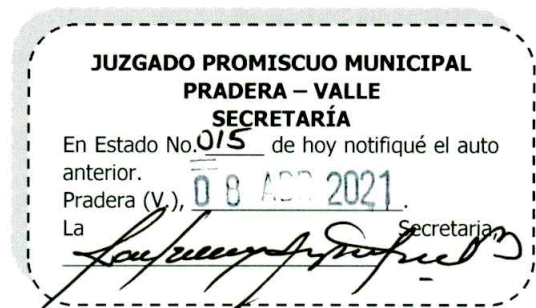 JUZGADO PROMISCUO MUNICIPAL
PRADERA – VALLE
SECRETARÍA
En Estado No. 015 de hoy notifiqué el auto
anterior.
Pradera (V.), 08 ABR 2021.
La Secretaria